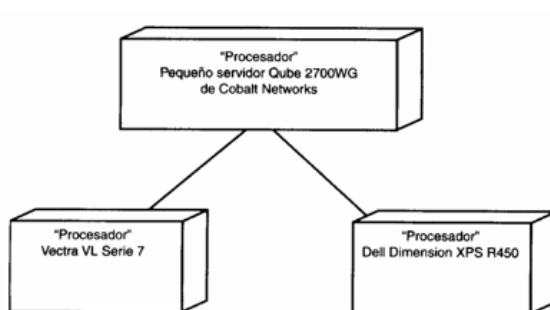 "Procesador"
Pequeño servidor Qube 2700WG
de Cobalt Networks
"Procesador"
Vectra VL Serie 7
"Procesador"
Dell Dimension XPS R450